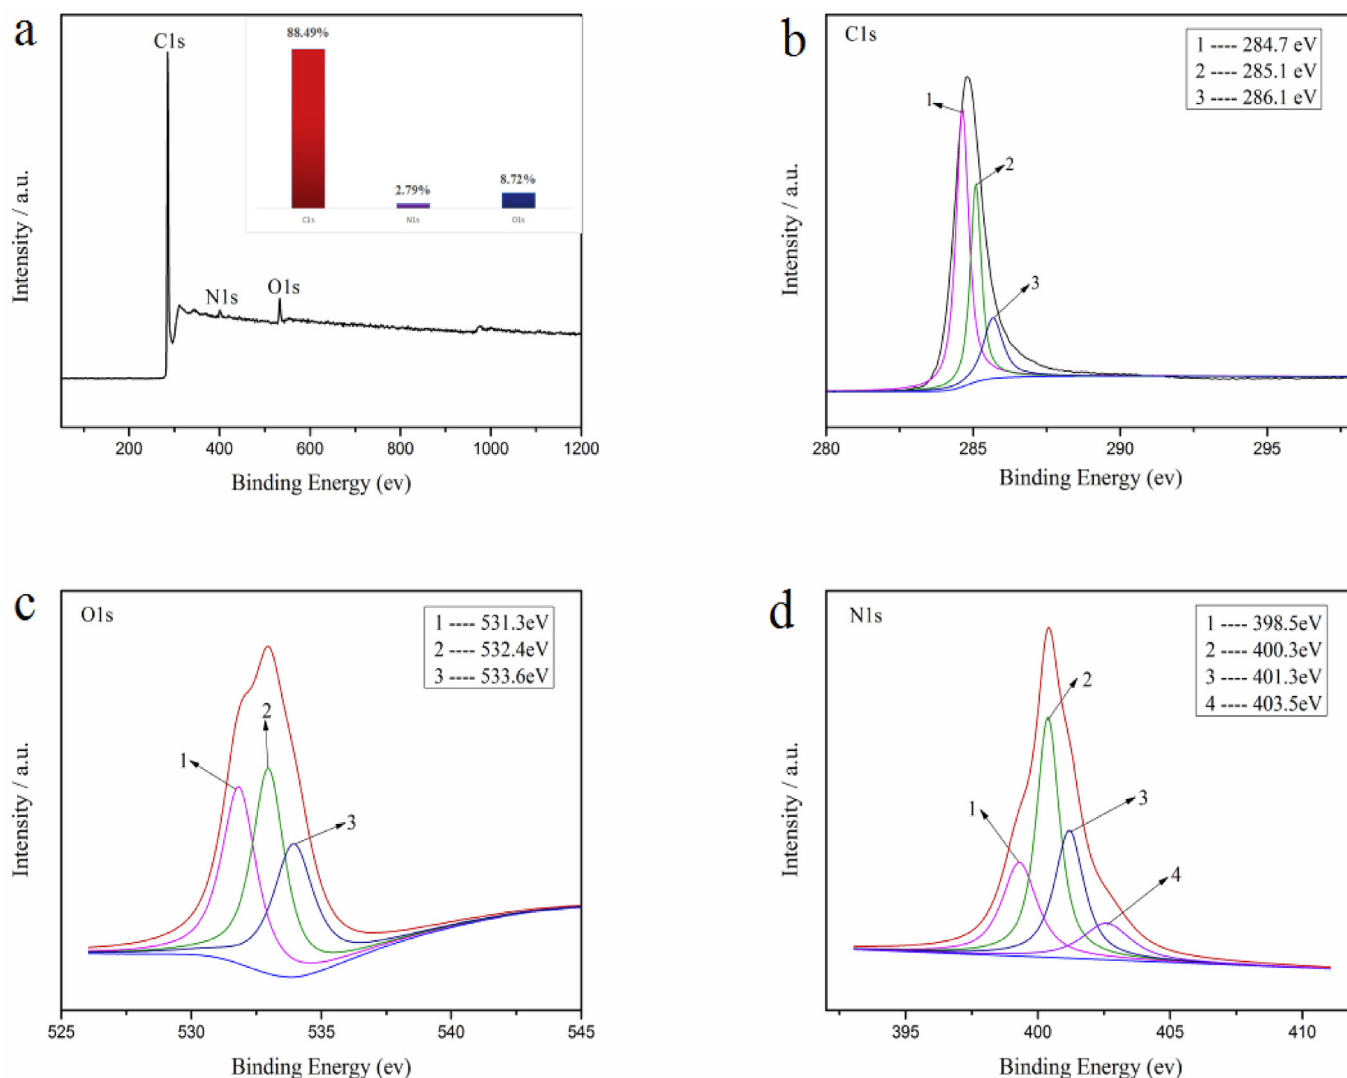 a
C1s
88.49%
2.79%
8.72%
C1s
N1s
O1s
N1s
O1s
Intensity / a.u.
200
400
600
800
1000
1200
Binding Energy (ev)
b
C1s
1 ---- 284.7 eV
2 ---- 285.1 eV
3 ---- 286.1 eV
1
2
3
Intensity / a.u.
280
285
290
295
Binding Energy (ev)
c
O1s
1 ---- 531.3eV
2 ---- 532.4eV
3 ---- 533.6eV
1
2
3
Intensity / a.u.
525
530
535
540
545
Binding Energy (ev)
d
N1s
1 ---- 398.5eV
2 ---- 400.3eV
3 ---- 401.3eV
4 ---- 403.5eV
1
2
3
4
Intensity / a.u.
395
400
405
410
Binding Energy (ev)